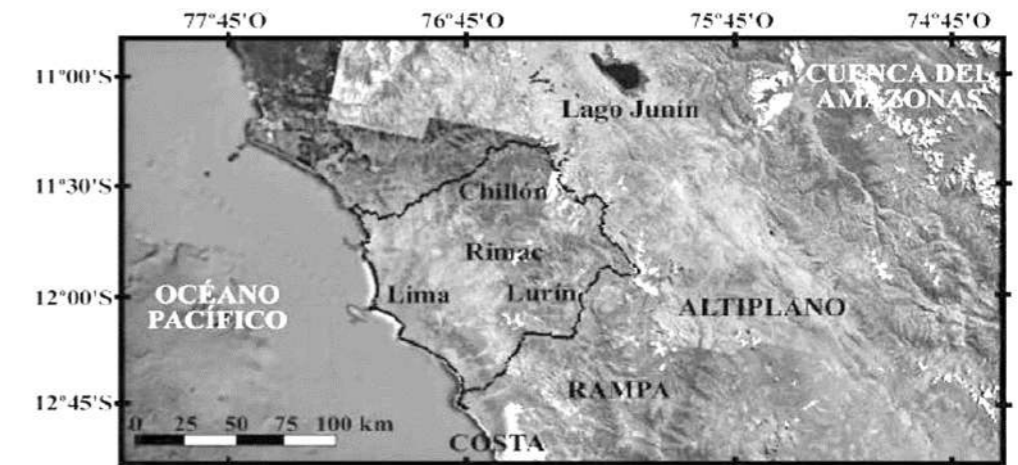 77°45'O 76°45'O 75°45'O 74°45'O
11°00'S
CUENCA DEL
AMAZONAS
Lago Junín
11°30'S
Chillón
Rimac
12°00'S
OCÉANO
PACÍFICO
Lima
Lurín
ALTIPLANO
12°45'S
RAMPA
0 25 50 75 100 km
COSTA